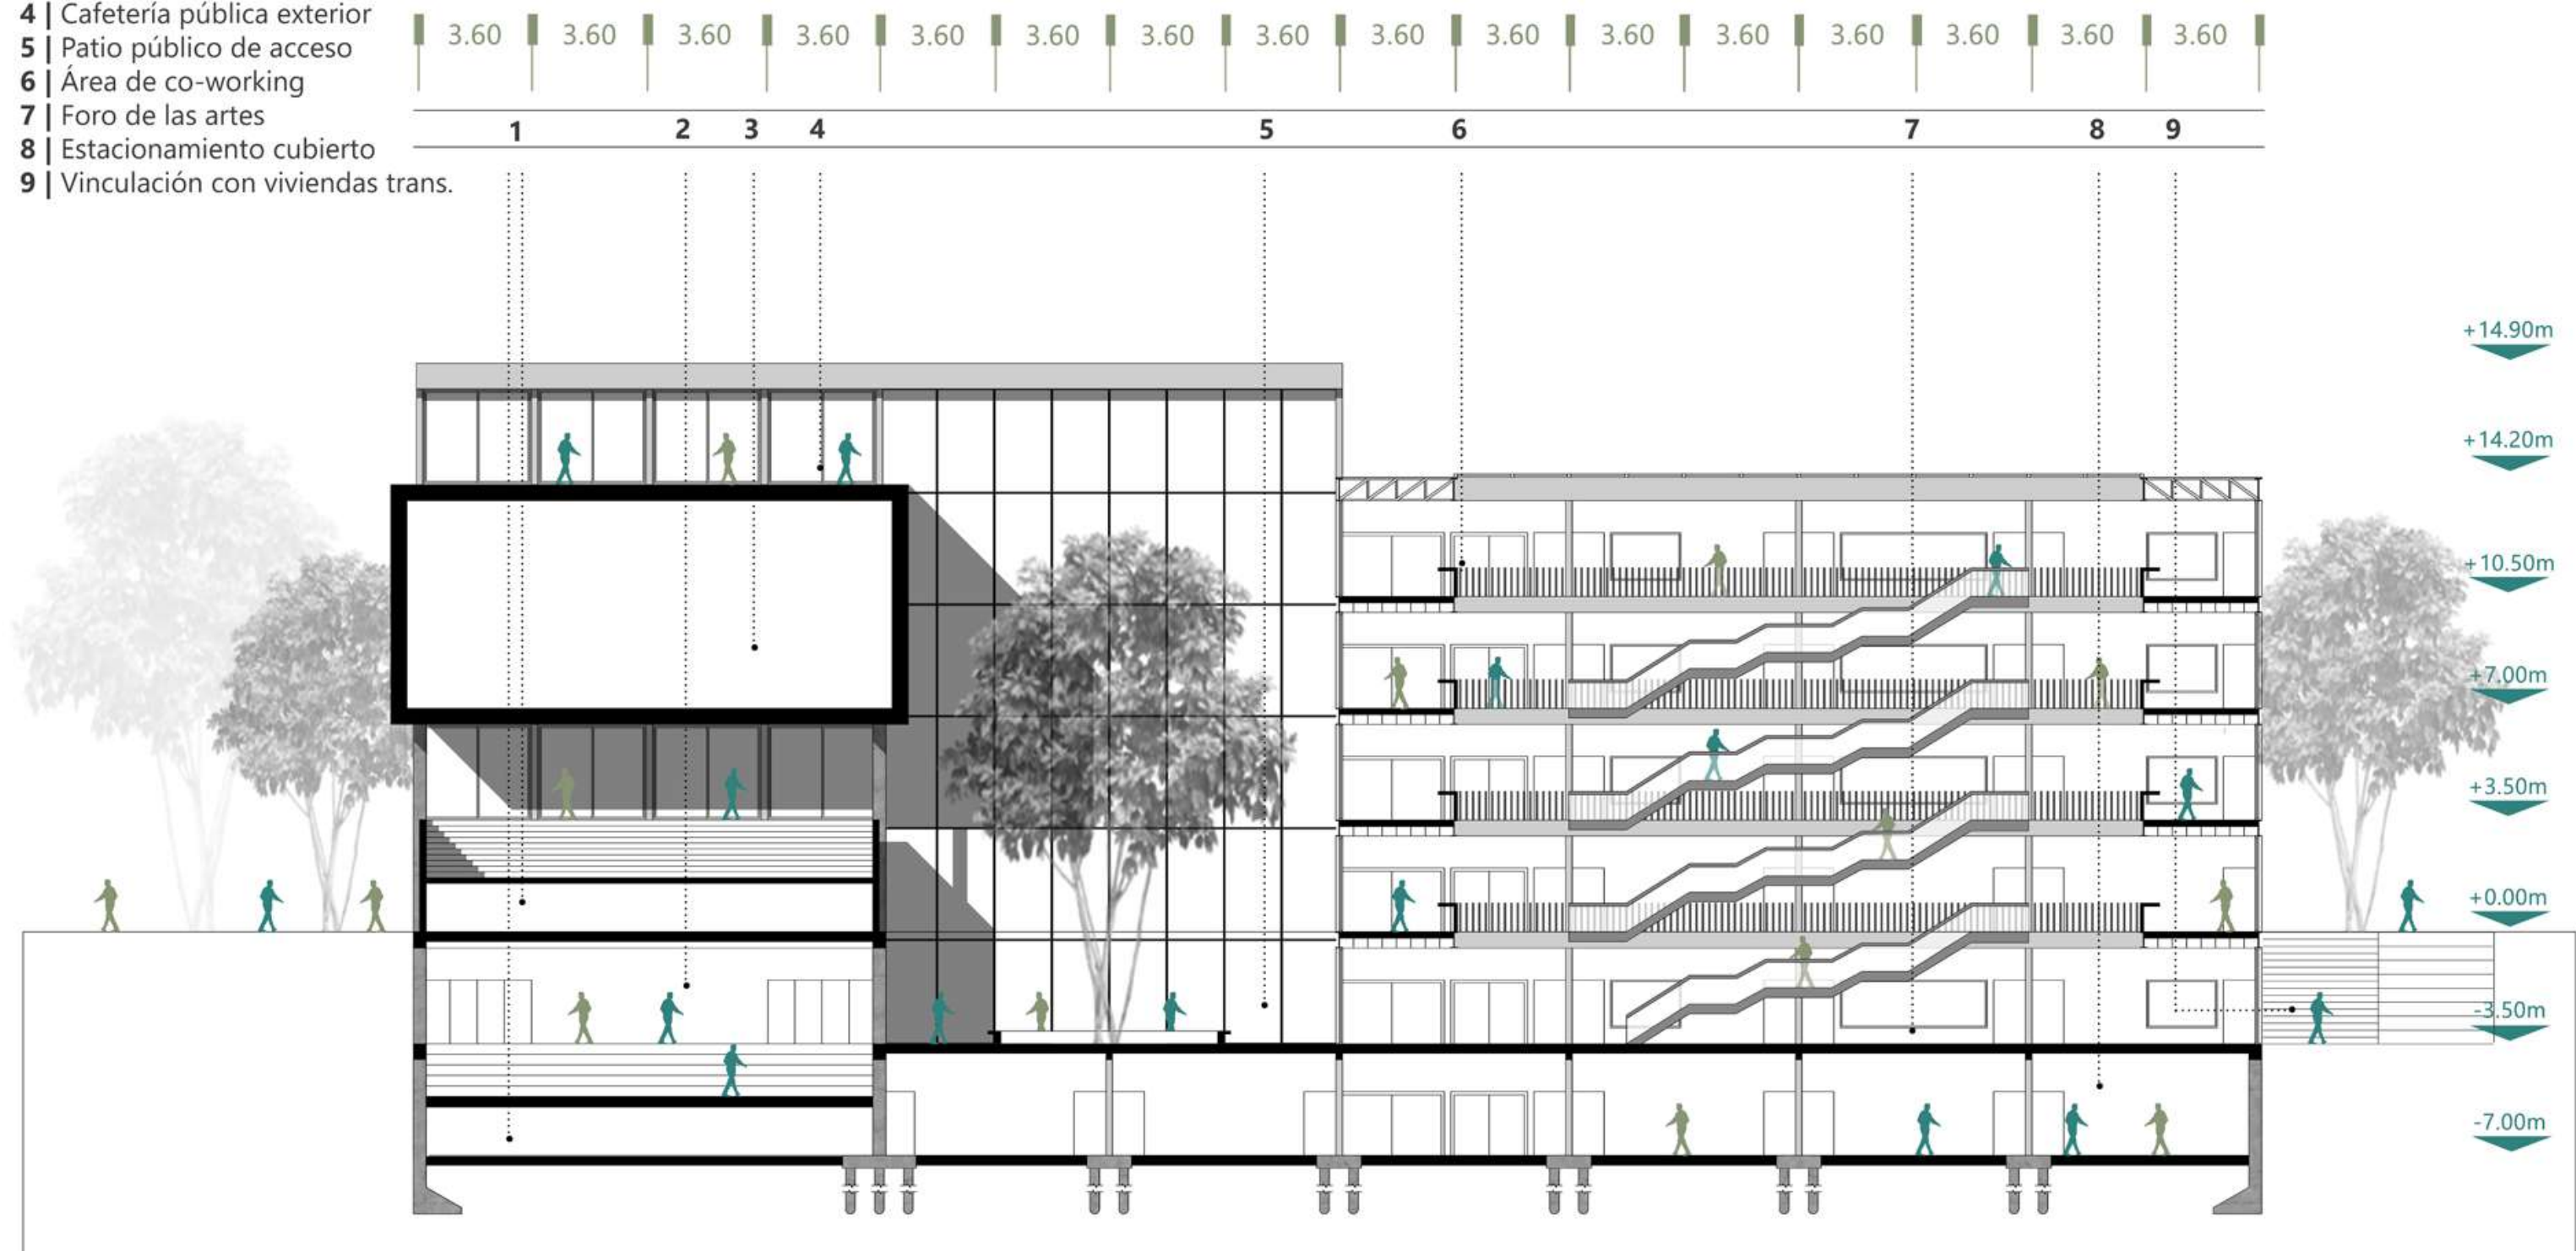 4 | Cafetería pública exterior
5 | Patio público de acceso
6 | Área de co-working
7 | Foro de las artes
8 | Estacionamiento cubierto
9 | Vinculación con viviendas trans.
3.60 3.60 3.60 3.60 3.60 3.60 3.60 3.60 3.60 3.60 3.60 3.60 3.60 3.60 3.60 3.60
1 2 3 4 5 6 7 8 9
+14.90m
+14.20m
+10.50m
+7.00m
+3.50m
+0.00m
-3.50m
-7.00m